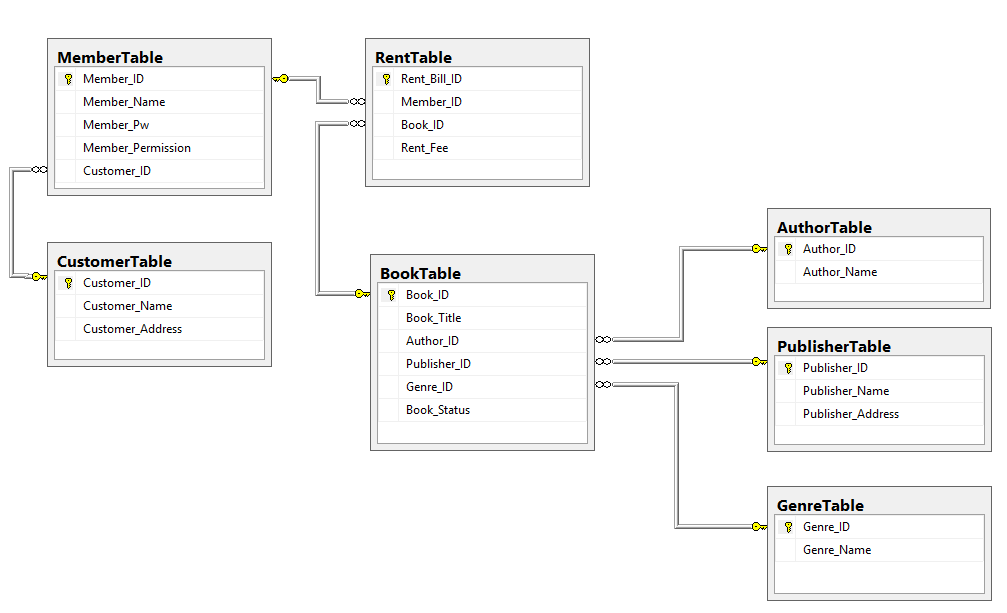 MemberTable
Member_ID
Member_Name
Member_Pw
Member_Permission
Customer_ID
RentTable
Rent_Bill_ID
Member_ID
Book_ID
Rent_Fee
CustomerTable
Customer_ID
Customer_Name
Customer_Address
BookTable
Book_ID
Book_Title
Author_ID
Publisher_ID
Genre_ID
Book_Status
AuthorTable
Author_ID
Author_Name
PublisherTable
Publisher_ID
Publisher_Name
Publisher_Address
GenreTable
Genre_ID
Genre_Name